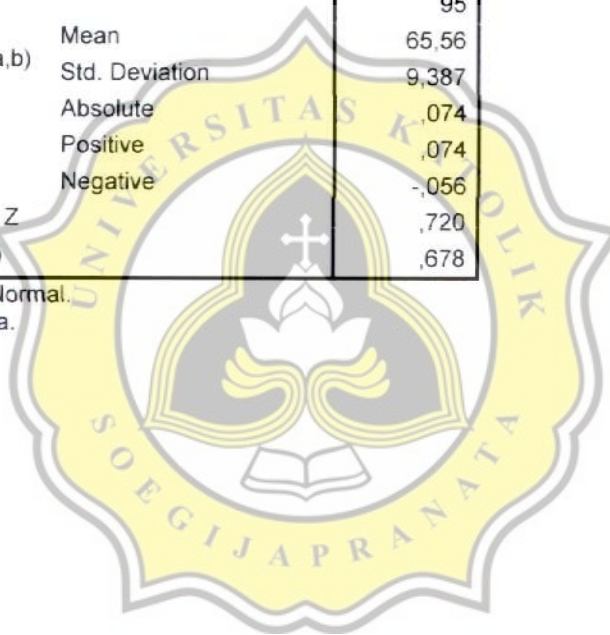 95
a,b) Mean 65,56
Std. Deviation 9,387
Absolute ,074
Positive ,074
Negative -,056
Z ,720
) ,678
Normal.
a.
UNIVERSITAS KATOLIK
SOEGIJAPRANATA